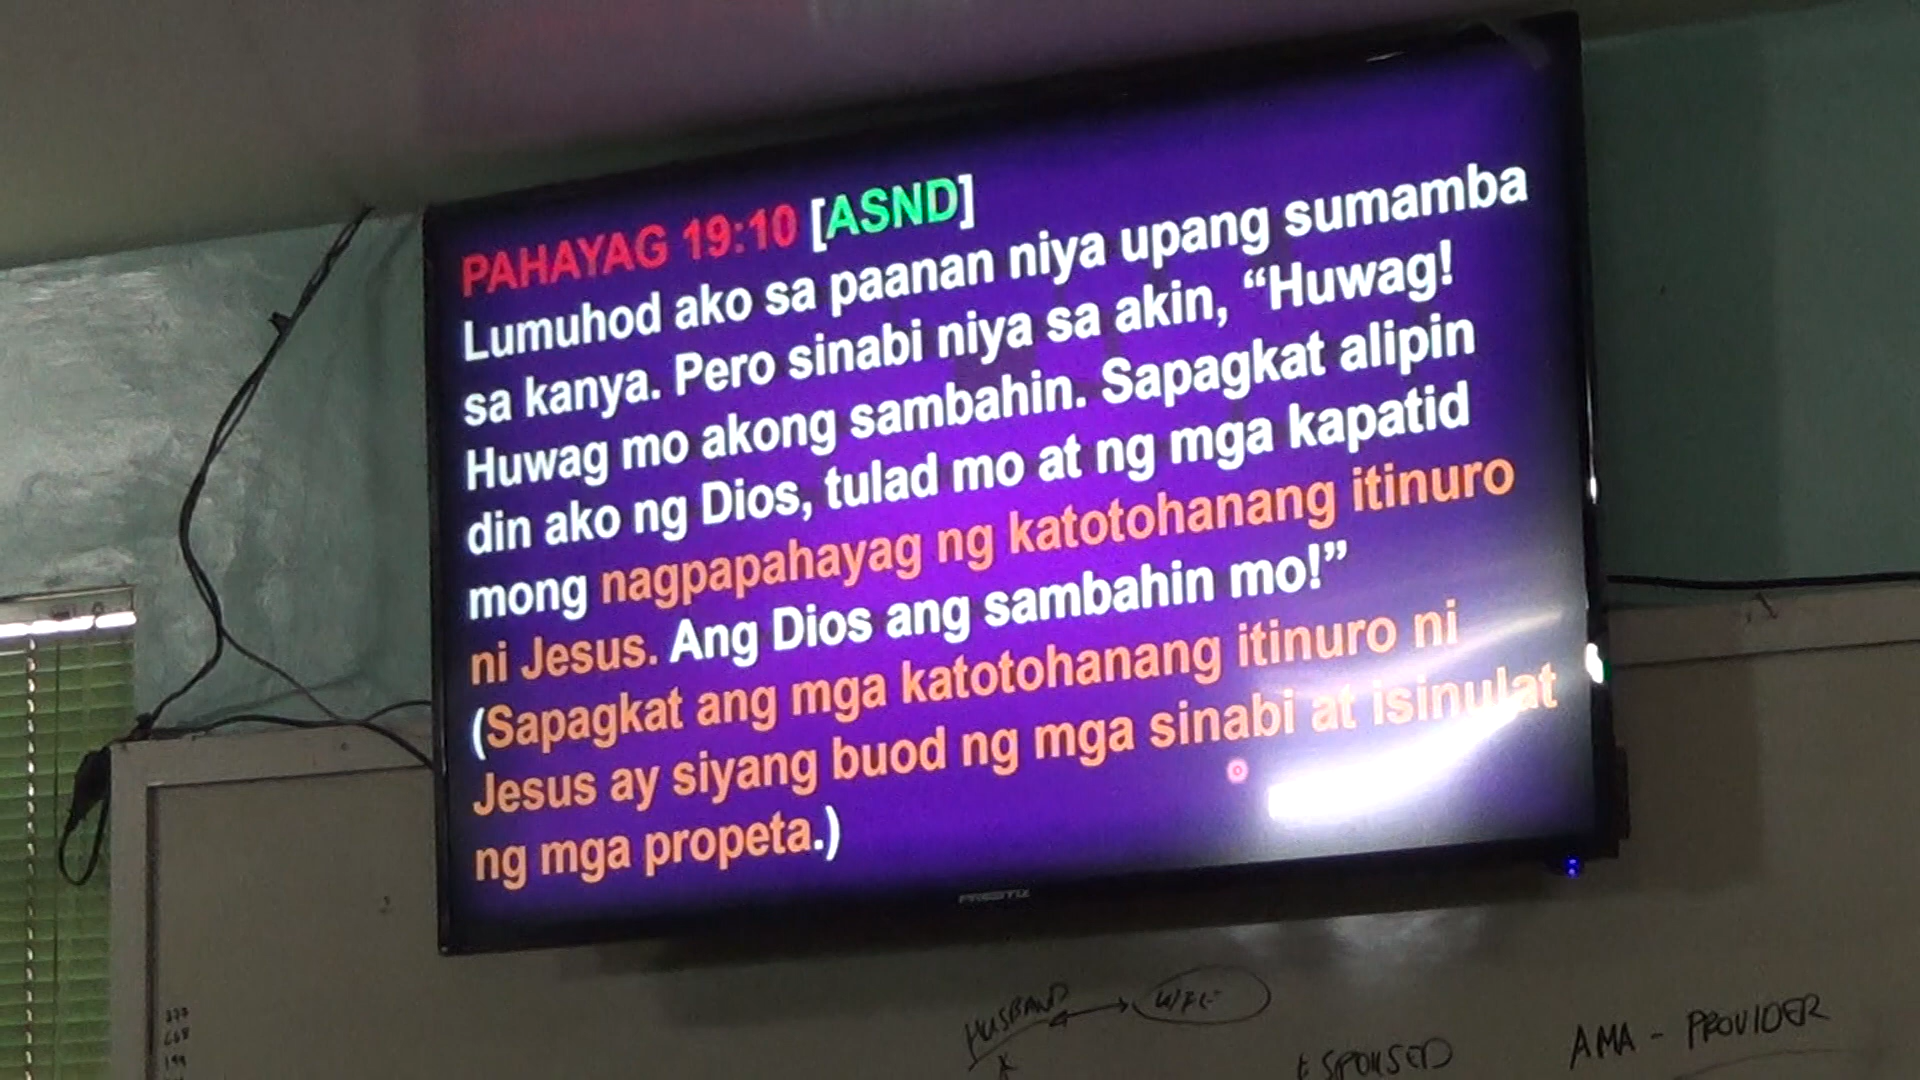 PAHAYAG 19:10 [ASND]
Lumuhod ako sa paanan niya upang sumamba
sa kanya. Pero sinabi niya sa akin, “Huwag!
Huwag mo akong sambahin. Sapagkat alipin
din ako ng Dios, tulad mo at ng mga kapatid
mong nagpapahayag ng katotohanang itinuro
ni Jesus. Ang Dios ang sambahin mo!”
(Sapagkat ang mga katotohanang itinuro ni
Jesus ay siyang buod ng mga sinabi at isinulat
ng mga propeta.)
PRESTIZ
HUSBAND
ESPOUSED
AMA - PROVIDER